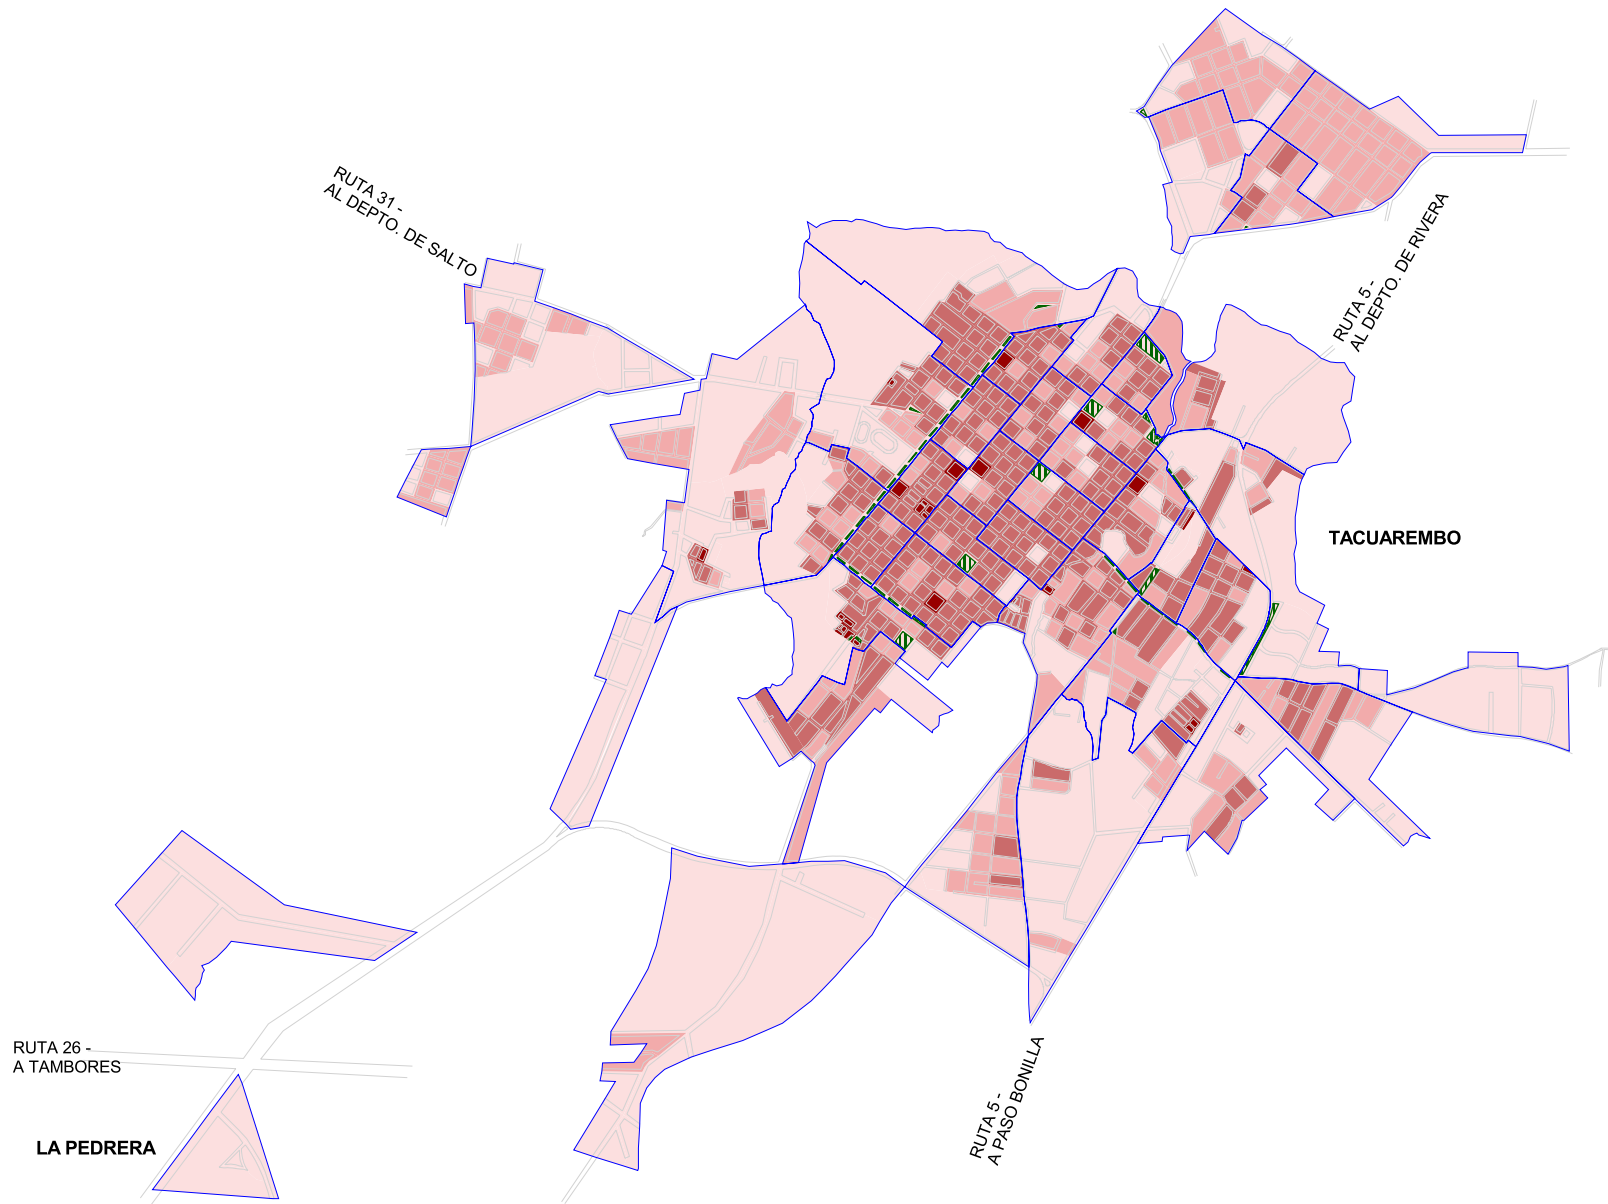 RUTA 31 -
AL DEPTO. DE SALTO
RUTA 5 -
AL DEPTO. DE RIVERA
TACUAREMBO
RUTA 26 -
A TAMBORES
LA PEDRERA
RUTA 5 -
A PASO BONILLA